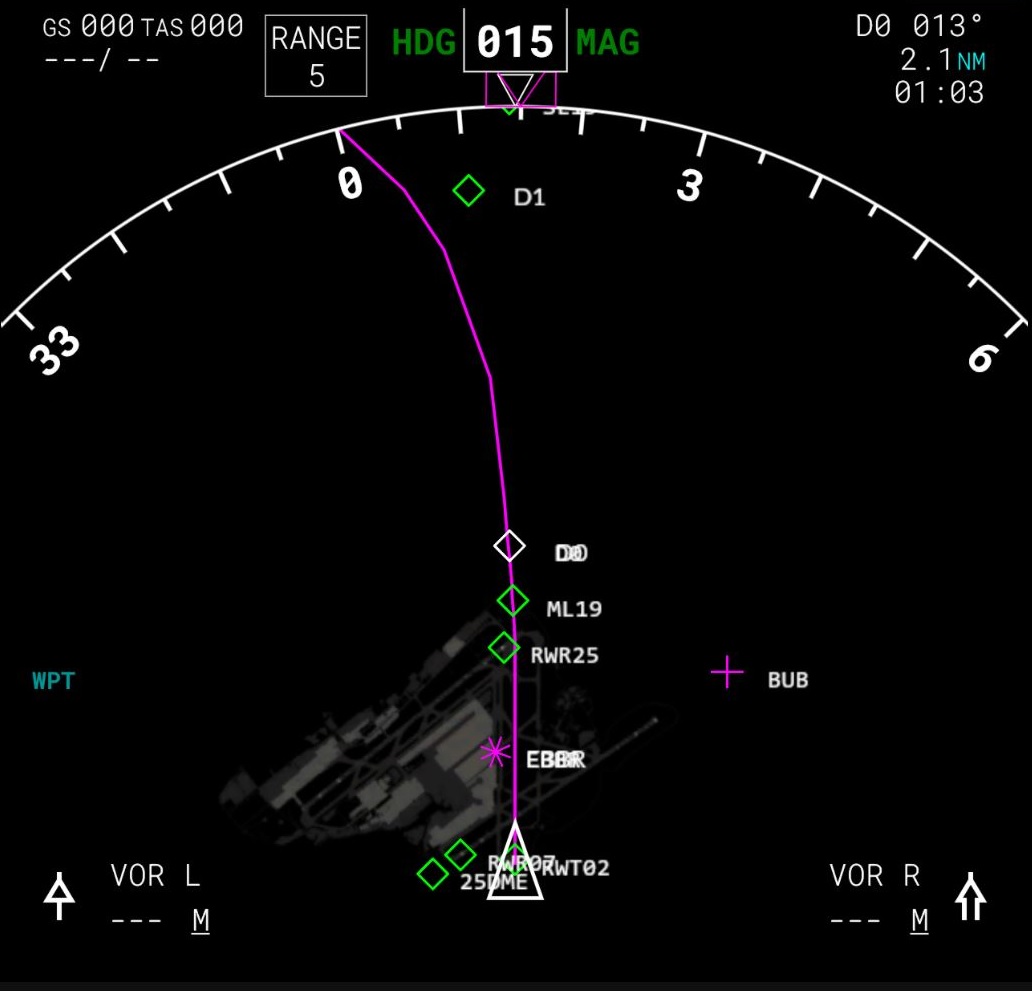 GS 000 TAS 000
---/ --
RANGE
5
HDG 015 MAG
D0 013°
2.1NM
01:03
0
D1
3
33
6
ML19
RWR25
WPT
BUB
EBBR
RWR07
RWT02
25DME
VOR L
--- M
VOR R
--- M